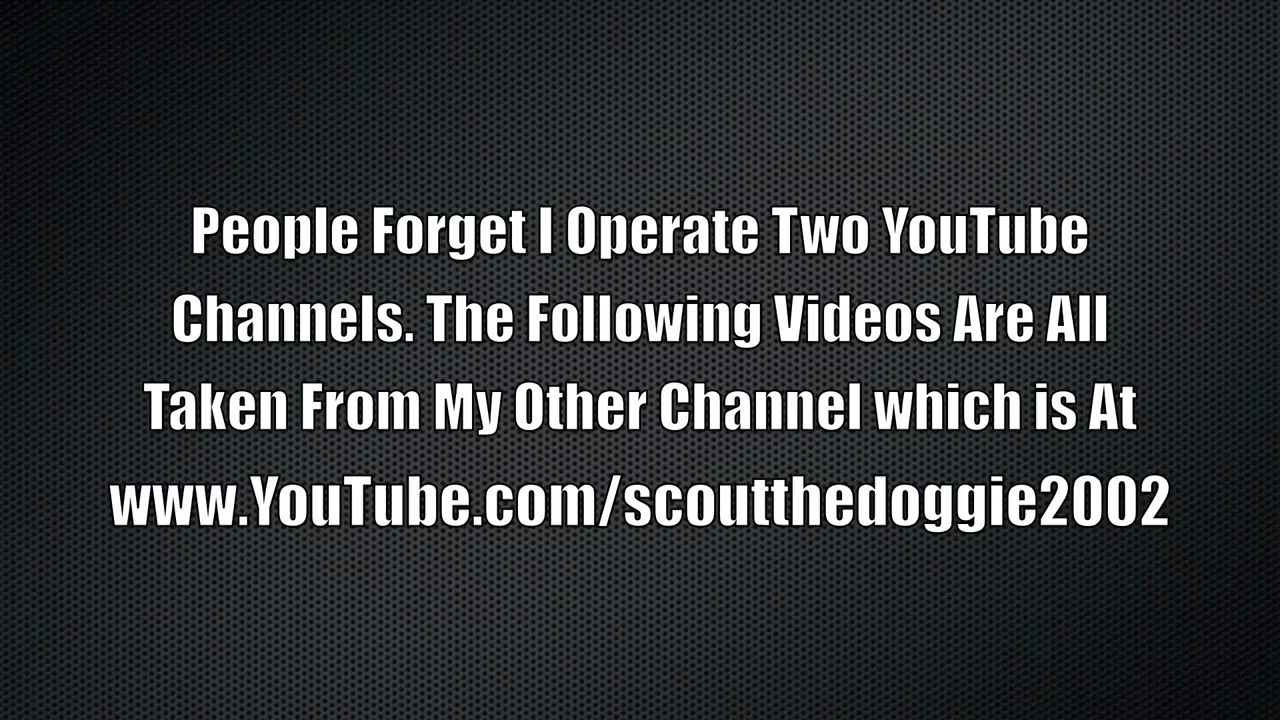 People Forget I Operate Two YouTube
Channels. The Following Videos Are All
Taken From My Other Channel which is At
www.YouTube.com/scoutthedoggie2002